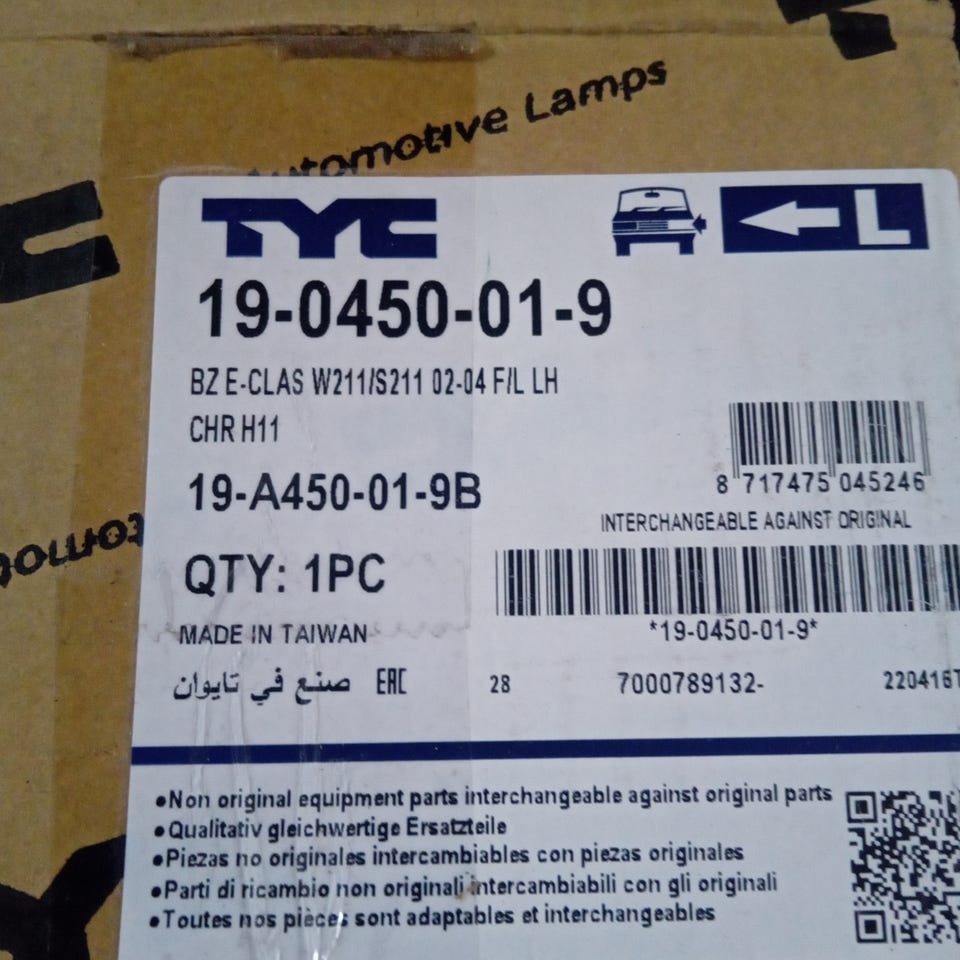 Automotive Lamps
TYC
L
19-0450-01-9
BZ E-CLAS W211/S211 02-04 F/L LH
CHR H11
19-A450-01-9B
8 717475 045246
INTERCHANGEABLE AGAINST ORIGINAL
QTY: 1PC
*19-0450-01-9*
MADE IN TAIWAN
صنع في تايوان EAC
28 7000789132- 220416T
•Non original equipment parts interchangeable against original parts
•Qualitativ gleichwertige Ersatzteile
•Piezas no originales intercambiables con piezas originales
•Parti di ricambio non originali intercambiabili con gli originali
•Toutes nos pièces sont adaptables et interchangeables